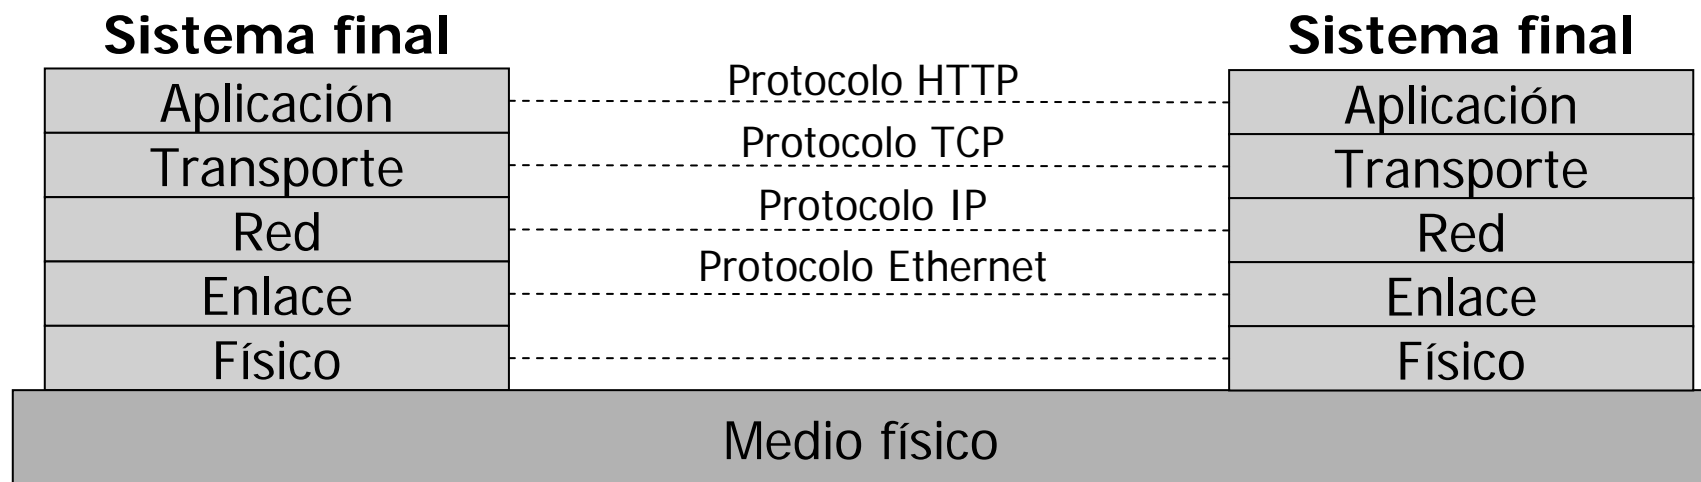 Sistema final
Sistema final
Aplicación
Protocolo HTTP
Aplicación
Transporte
Protocolo TCP
Transporte
Red
Protocolo IP
Red
Enlace
Protocolo Ethernet
Enlace
Físico
Físico
Medio físico